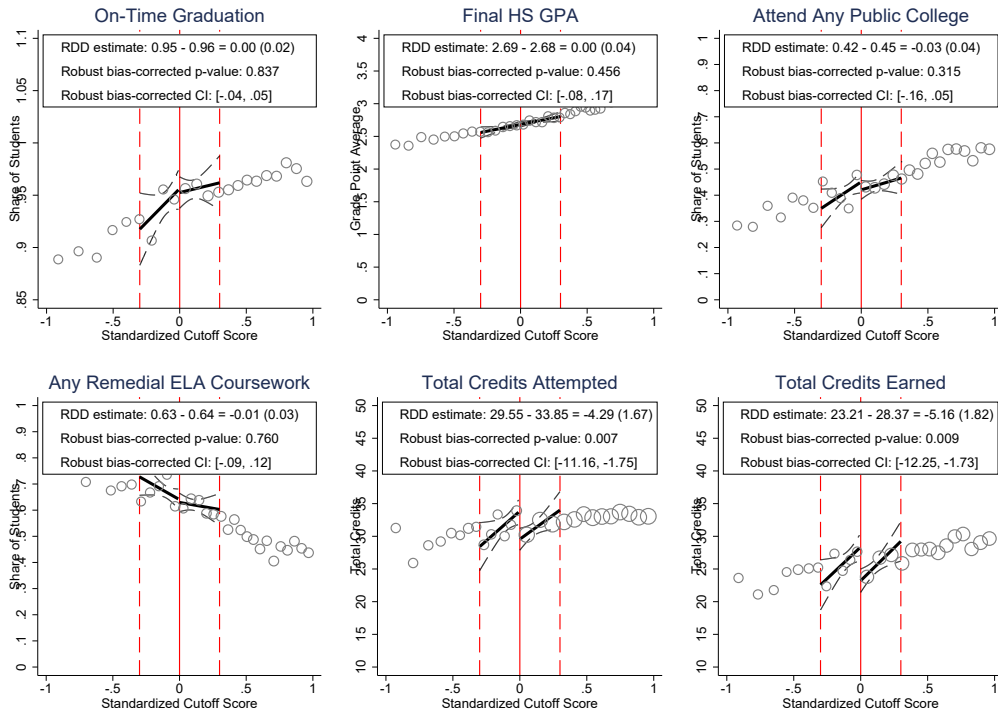 On-Time Graduation
RDD estimate: 0.95 - 0.96 = 0.00 (0.02)
Robust bias-corrected p-value: 0.837
Robust bias-corrected CI: [-.04, .05]
Share of Students
.85
.9
.95
1.05
1.1
-1
-.5
0
.5
1
Standardized Cutoff Score
Final HS GPA
RDD estimate: 2.69 - 2.68 = 0.00 (0.04)
Robust bias-corrected p-value: 0.456
Robust bias-corrected CI: [-.08, .17]
Grade Point Average
0
.5
1
1.5
2
2.5
3
3.5
4
-1
-.5
0
.5
1
Standardized Cutoff Score
Attend Any Public College
RDD estimate: 0.42 - 0.45 = -0.03 (0.04)
Robust bias-corrected p-value: 0.315
Robust bias-corrected CI: [-.16, .05]
Share of Students
0
.1
.2
.3
.4
.5
.6
.7
.8
.9
1
-1
-.5
0
.5
1
Standardized Cutoff Score
Any Remedial ELA Coursework
RDD estimate: 0.63 - 0.64 = -0.01 (0.03)
Robust bias-corrected p-value: 0.760
Robust bias-corrected CI: [-.09, .12]
Share of Students
0
.1
.2
.3
.4
.5
.6
.7
.8
.9
1
-1
-.5
0
.5
1
Standardized Cutoff Score
Total Credits Attempted
RDD estimate: 29.55 - 33.85 = -4.29 (1.67)
Robust bias-corrected p-value: 0.007
Robust bias-corrected CI: [-11.16, -1.75]
Total Credits
10
15
20
25
30
35
40
45
50
-1
-.5
0
.5
1
Standardized Cutoff Score
Total Credits Earned
RDD estimate: 23.21 - 28.37 = -5.16 (1.82)
Robust bias-corrected p-value: 0.009
Robust bias-corrected CI: [-12.25, -1.73]
Total Credits
10
15
20
25
30
35
40
45
50
-1
-.5
0
.5
1
Standardized Cutoff Score